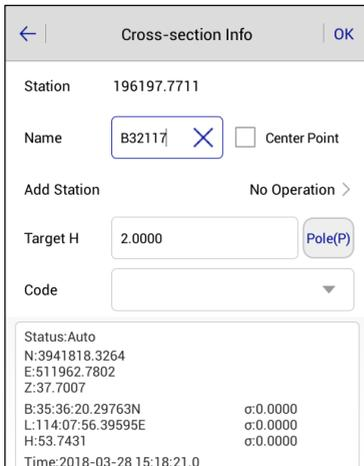 Cross-section Info
OK
Station 196197.7711
Name B32117 Center Point
Add Station No Operation
Target H 2.0000 Pole(P)
Code
Status:Auto
N:3941818.3264
E:511962.7802
Z:37.7007
B:35:36:20.29763N σ:0.0000
L:114:07:56.39595E σ:0.0000
H:53.7431 σ:0.0000
Time:2018-03-28 15:18:21.0